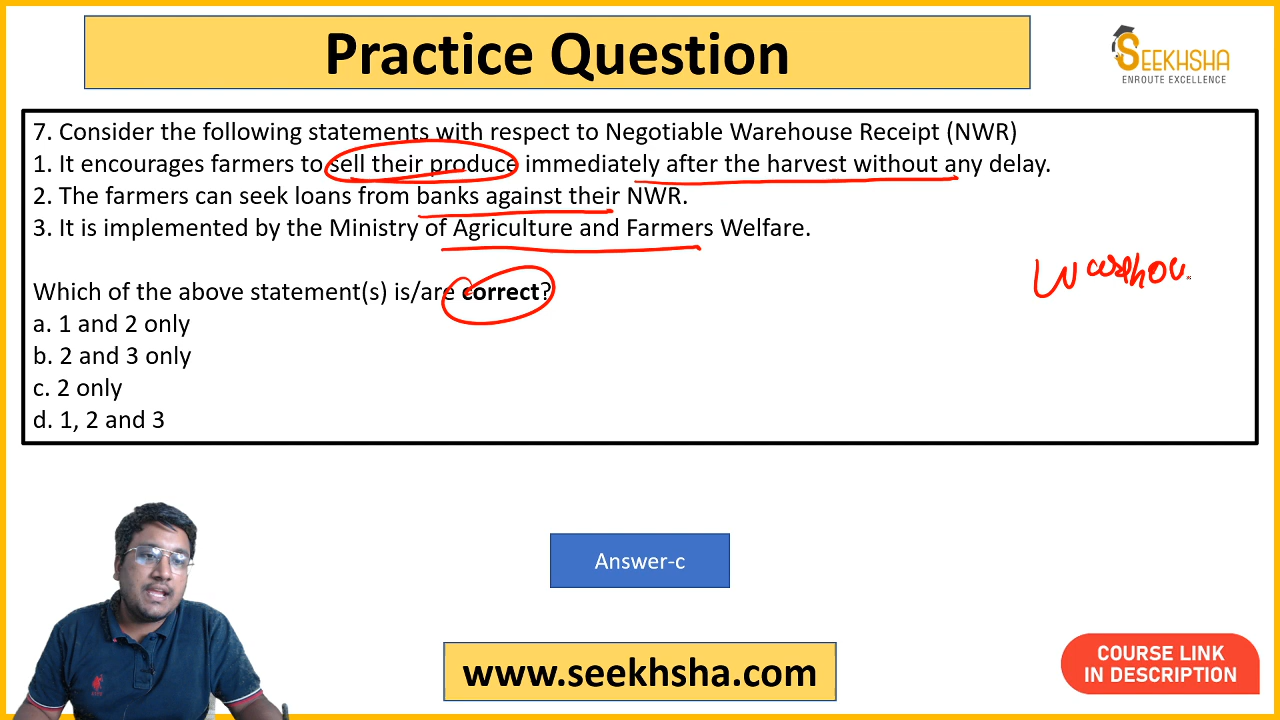 Practice Question
SEEKHSHA
ENROUTE EXCELLENCE
7. Consider the following statements with respect to Negotiable Warehouse Receipt (NWR)
1. It encourages farmers to sell their produce immediately after the harvest without any delay.
2. The farmers can seek loans from banks against their NWR.
3. It is implemented by the Ministry of Agriculture and Farmers Welfare.
Warehou
Which of the above statement(s) is/are correct?
a. 1 and 2 only
b. 2 and 3 only
c. 2 only
d. 1, 2 and 3
Answer-c
www.seekhsha.com
COURSE LINK
IN DESCRIPTION